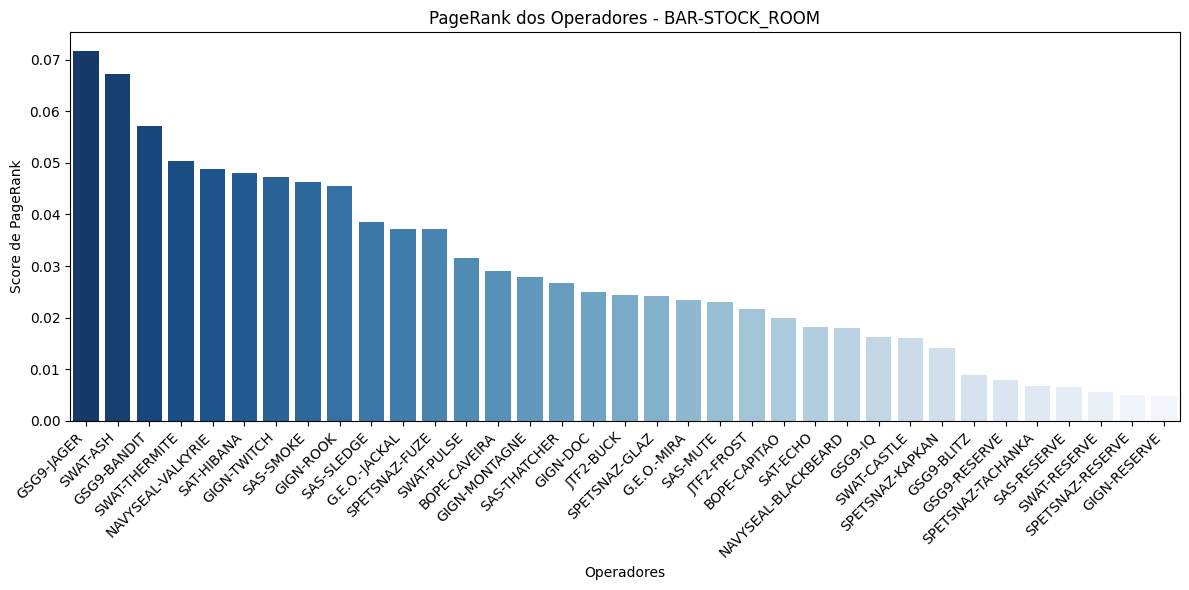 PageRank dos Operadores - BAR-STOCK_ROOM
Score de PageRank
0.07
0.06
0.05
0.04
0.03
0.02
0.01
0.00
GSG9-JAGER
SWAT-ASH
GSG9-BANDIT
SWAT-THERMITE
NAVYSEAL-VALKYRIE
SAT-HIBANA
GIGN-TWITCH
SAS-SMOKE
GIGN-ROOK
SAS-SLEDGE
G.E.O.-JACKAL
SPETSNAZ-FUZE
SWAT-PULSE
BOPE-CAVEIRA
GIGN-MONTAGNE
SAS-THATCHER
GIGN-DOC
JTF2-BUCK
SPETSNAZ-GLAZ
G.E.O.-MIRA
SAS-MUTE
JTF2-FROST
BOPE-CAPITAO
SAT-ECHO
NAVYSEAL-BLACKBEARD
GSG9-IQ
SWAT-CASTLE
SPETSNAZ-KAPKAN
GSG9-BLITZ
GSG9-RESERVE
SPETSNAZ-TACHANKA
SAS-RESERVE
SWAT-RESERVE
SPETSNAZ-RESERVE
GIGN-RESERVE
Operadores